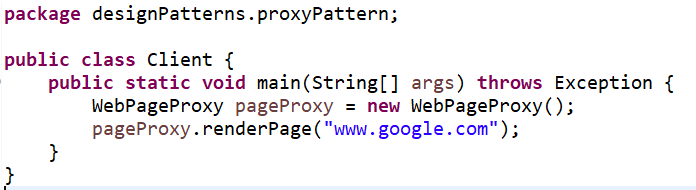 package designPatterns.proxyPattern;
public class Client {
    public static void main(String[] args) throws Exception {
        WebPageProxy pageProxy = new WebPageProxy();
        pageProxy.renderPage("www.google.com");
    }
}